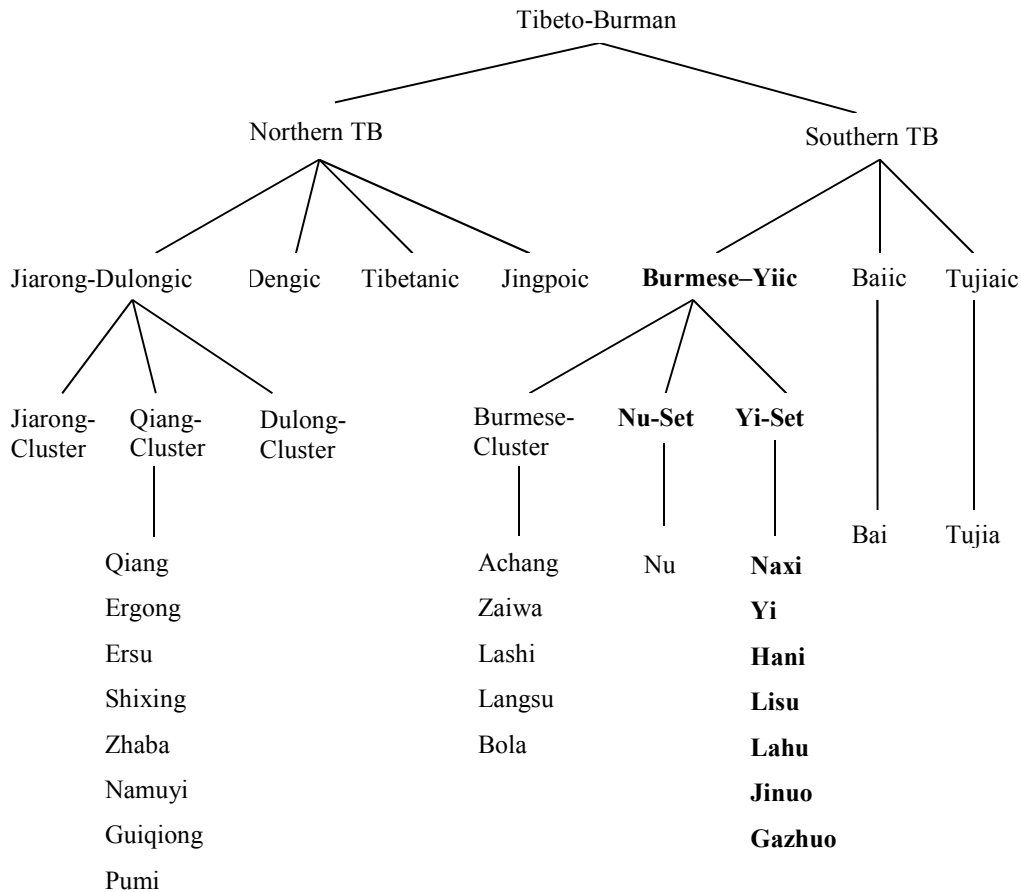 Tibeto-Burman
Northern TB
Southern TB
Jiarong-Dulongic
Dengic
Tibetanic
Jingpoic
Burmese–Yiic
Baiic
Tujiaic
Jiarong-
Cluster
Qiang-
Cluster
Dulong-
Cluster
Burmese-
Cluster
Nu-Set
Yi-Set
Qiang
Ergong
Ersu
Shixing
Zhaba
Namuyi
Guiqiong
Pumi
Achang
Zaiwa
Lashi
Langsu
Bola
Nu
Naxi
Yi
Hani
Lisu
Lahu
Jinuo
Gazhuo
Bai
Tujia